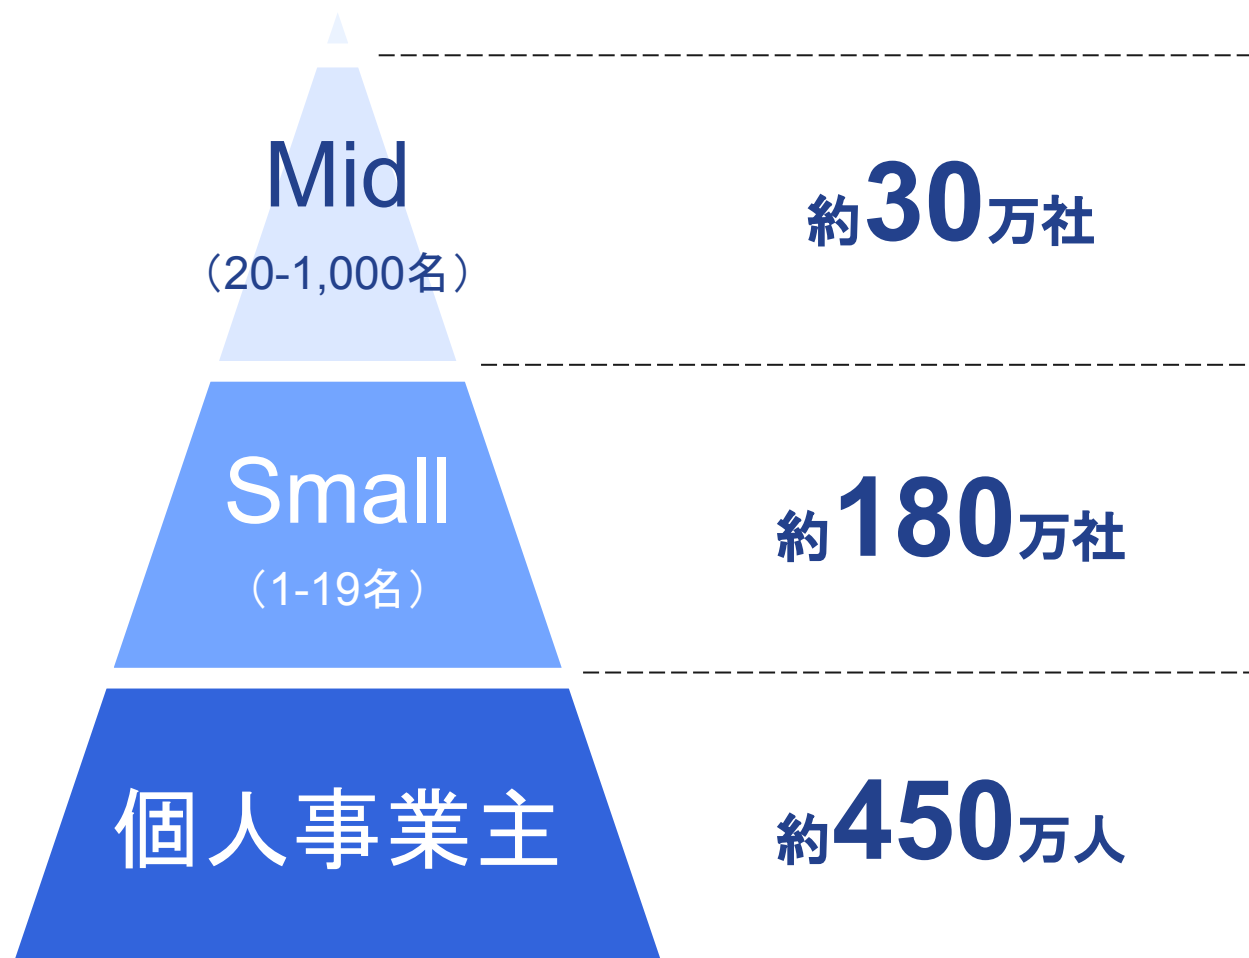 Mid
（20-1,000名）
約30万社
Small
（1-19名）
約180万社
個人事業主
約450万人